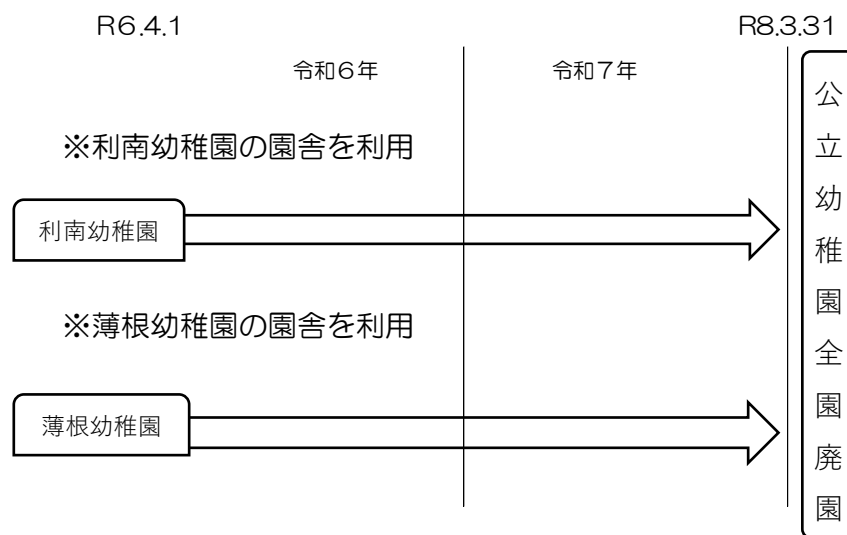 R6.4.1
R8.3.31
令和6年
令和7年
※利南幼稚園の園舎を利用
利南幼稚園
※薄根幼稚園の園舎を利用
薄根幼稚園
公立幼稚園全園廃園